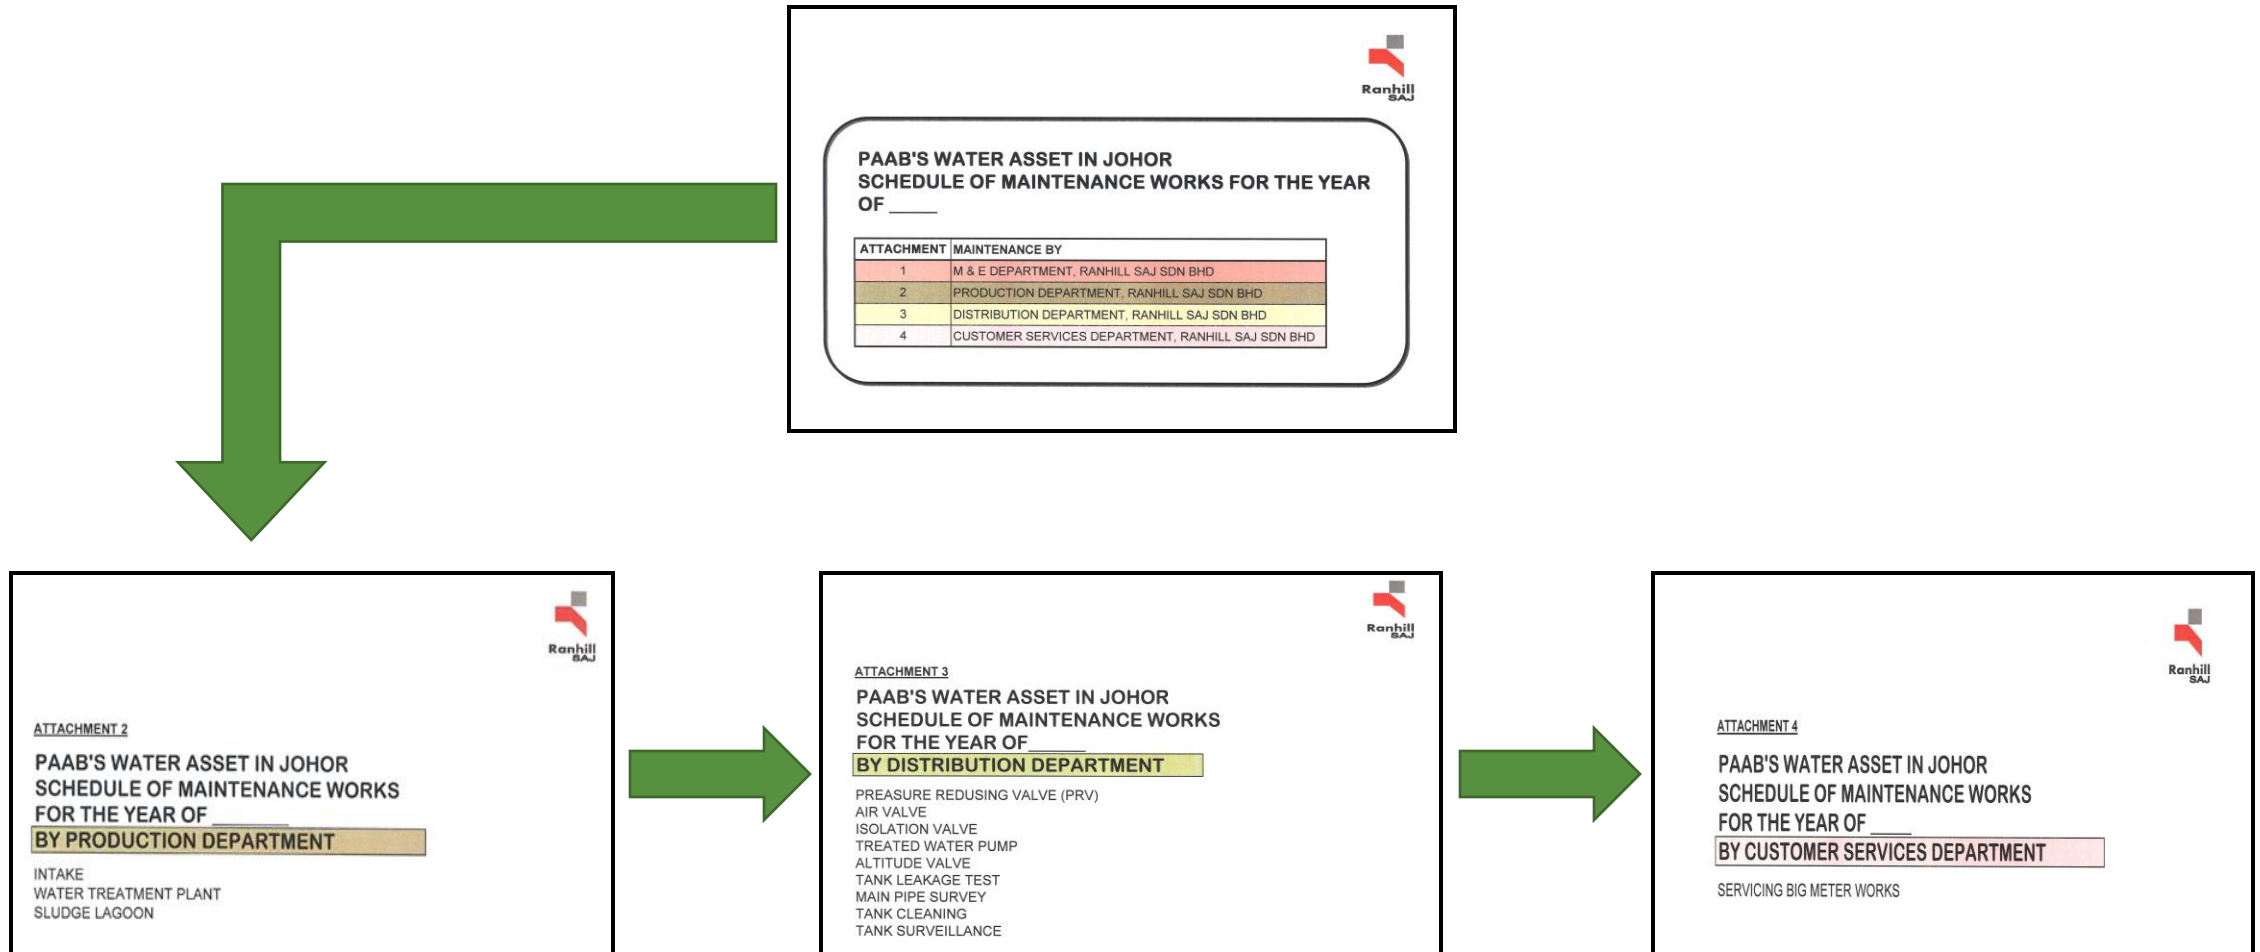 Ranhill
SAJ
PAAB'S WATER ASSET IN JOHOR
SCHEDULE OF MAINTENANCE WORKS FOR THE YEAR
OF _____
ATTACHMENT MAINTENANCE BY
1 M & E DEPARTMENT, RANHILL SAJ SDN BHD
2 PRODUCTION DEPARTMENT, RANHILL SAJ SDN BHD
3 DISTRIBUTION DEPARTMENT, RANHILL SAJ SDN BHD
4 CUSTOMER SERVICES DEPARTMENT, RANHILL SAJ SDN BHD
Ranhill
SAJ
ATTACHMENT 2
PAAB'S WATER ASSET IN JOHOR
SCHEDULE OF MAINTENANCE WORKS
FOR THE YEAR OF _______
BY PRODUCTION DEPARTMENT
INTAKE
WATER TREATMENT PLANT
SLUDGE LAGOON
Ranhill
SAJ
ATTACHMENT 3
PAAB'S WATER ASSET IN JOHOR
SCHEDULE OF MAINTENANCE WORKS
FOR THE YEAR OF_____
BY DISTRIBUTION DEPARTMENT
PREASURE REDUSING VALVE (PRV)
AIR VALVE
ISOLATION VALVE
TREATED WATER PUMP
ALTITUDE VALVE
TANK LEAKAGE TEST
MAIN PIPE SURVEY
TANK CLEANING
TANK SURVEILLANCE
Ranhill
SAJ
ATTACHMENT 4
PAAB'S WATER ASSET IN JOHOR
SCHEDULE OF MAINTENANCE WORKS
FOR THE YEAR OF ____
BY CUSTOMER SERVICES DEPARTMENT
SERVICING BIG METER WORKS